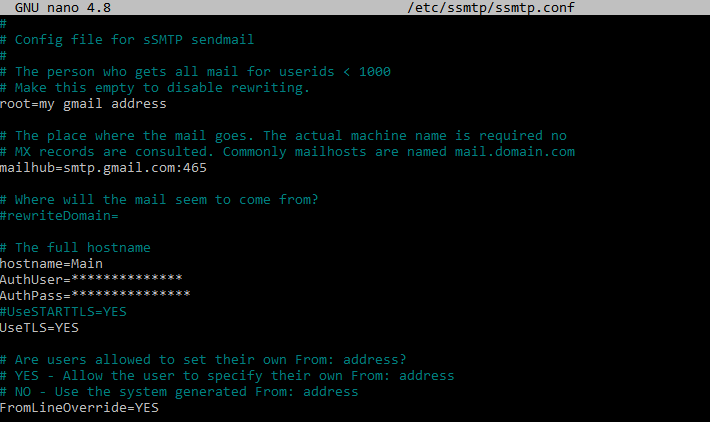 GNU nano 4.8 /etc/ssmtp/ssmtp.conf
#
# Config file for sSMTP sendmail
#
# The person who gets all mail for userids < 1000
# Make this empty to disable rewriting.
root=my gmail address
# The place where the mail goes. The actual machine name is required no
# MX records are consulted. Commonly mailhosts are named mail.domain.com
mailhub=smtp.gmail.com:465
# Where will the mail seem to come from?
#rewriteDomain=
# The full hostname
hostname=Main
AuthUser=**************
AuthPass=***************
#UseSTARTTLS=YES
UseTLS=YES
# Are users allowed to set their own From: address?
# YES - Allow the user to specify their own From: address
# NO - Use the system generated From: address
FromLineOverride=YES